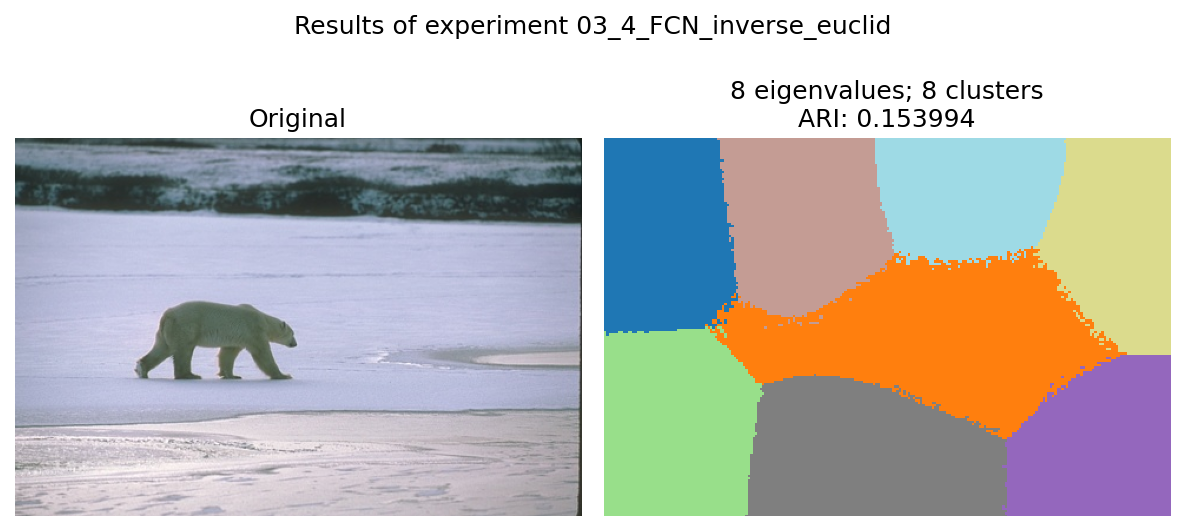 Results of experiment 03_4_FCN_inverse_euclid
Original
8 eigenvalues; 8 clusters
ARI: 0.153994